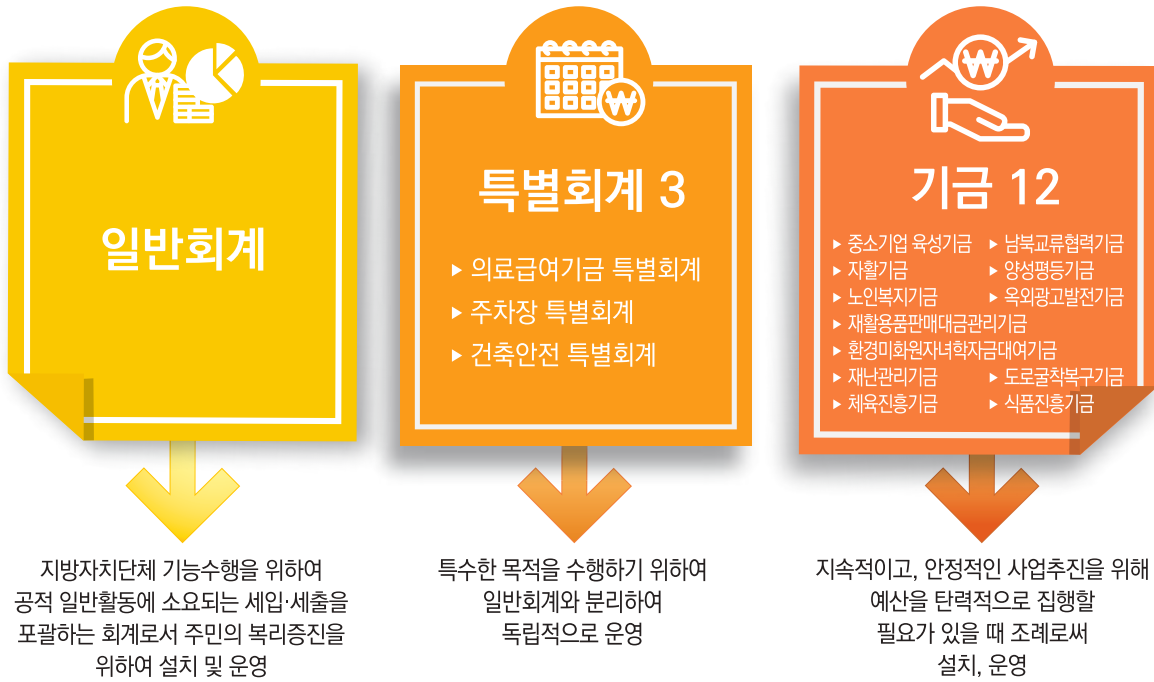 일반회계
지방자치단체 기능수행을 위하여
공적 일반활동에 소요되는 세입·세출을
포괄하는 회계로서 주민의 복리증진을
위하여 설치 및 운영
특별회계 3
▶ 의료급여기금 특별회계
▶ 주차장 특별회계
▶ 건축안전 특별회계
특수한 목적을 수행하기 위하여
일반회계와 분리하여
독립적으로 운영
기금 12
▶ 중소기업 육성기금 ▶ 남북교류협력기금
▶ 자활기금 ▶ 양성평등기금
▶ 노인복지기금 ▶ 옥외광고발전기금
▶ 재활용품판매대금관리기금
▶ 환경미화원자녀학자금대여기금
▶ 재난관리기금 ▶ 도로굴착복구기금
▶ 체육진흥기금 ▶ 식품진흥기금
지속적이고, 안정적인 사업추진을 위해
예산을 탄력적으로 집행할
필요가 있을 때 조례로써
설치, 운영